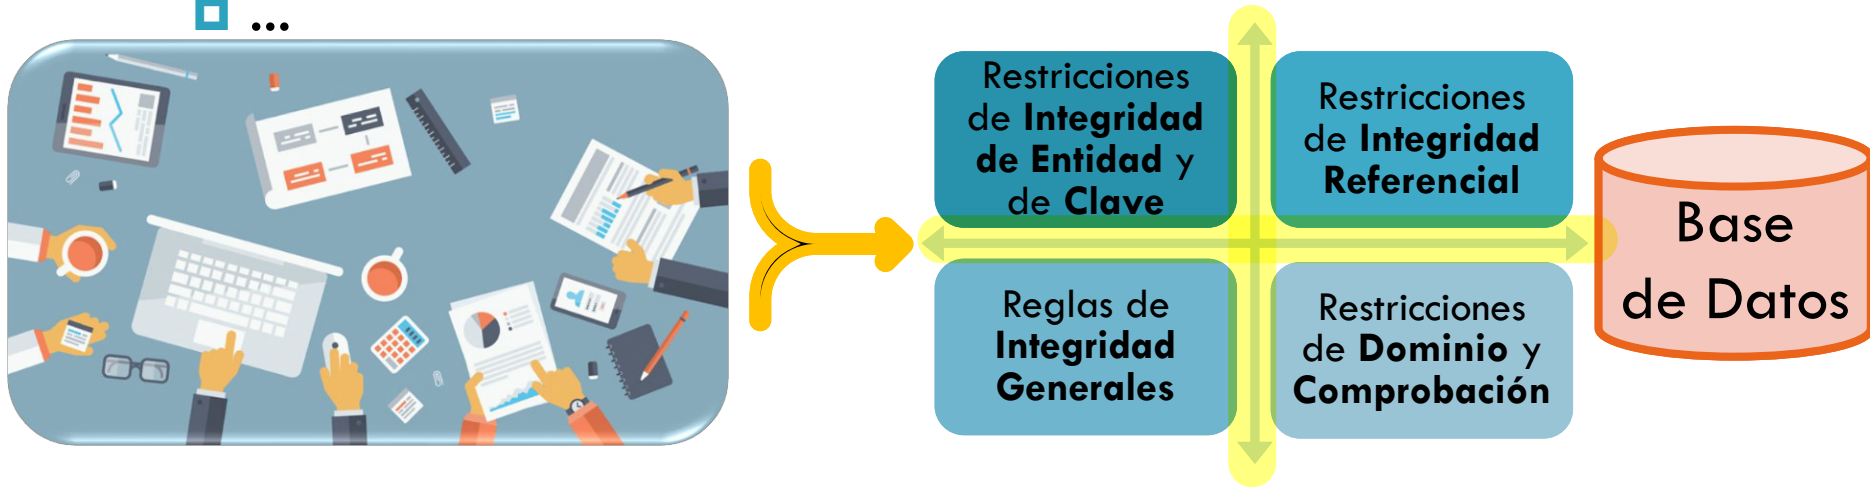 ...
Restricciones
de Integridad
de Entidad y
de Clave
Restricciones
de Integridad
Referencial
Reglas de
Integridad
Generales
Restricciones
de Dominio y
Comprobación
Base
de Datos